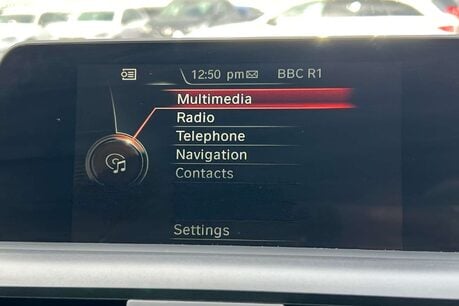 12:50 pm BBC R1
Multimedia
Radio
Telephone
Navigation
Contacts
Settings